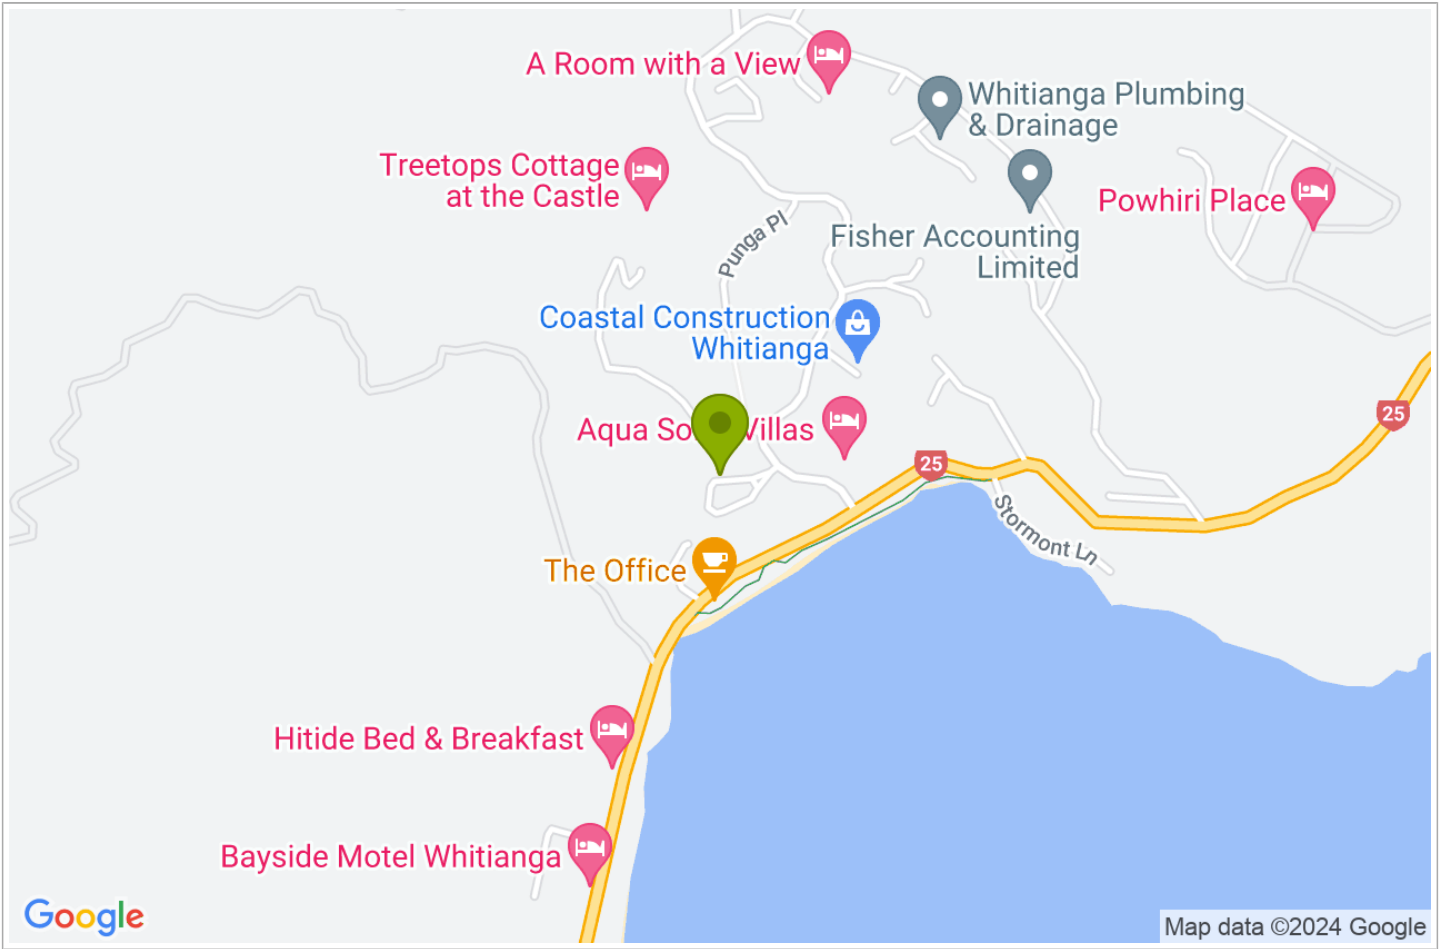 A Room with a View
Whitianga Plumbing
& Drainage
Treetops Cottage
at the Castle
Powhiri Place
Punga Pl
Fisher Accounting
Limited
Coastal Construction
Whitianga
25
Aqua So Villas
25
Stormont Ln
The Office
Hitide Bed & Breakfast
Bayside Motel Whitianga
Google
Map data ©2024 Google